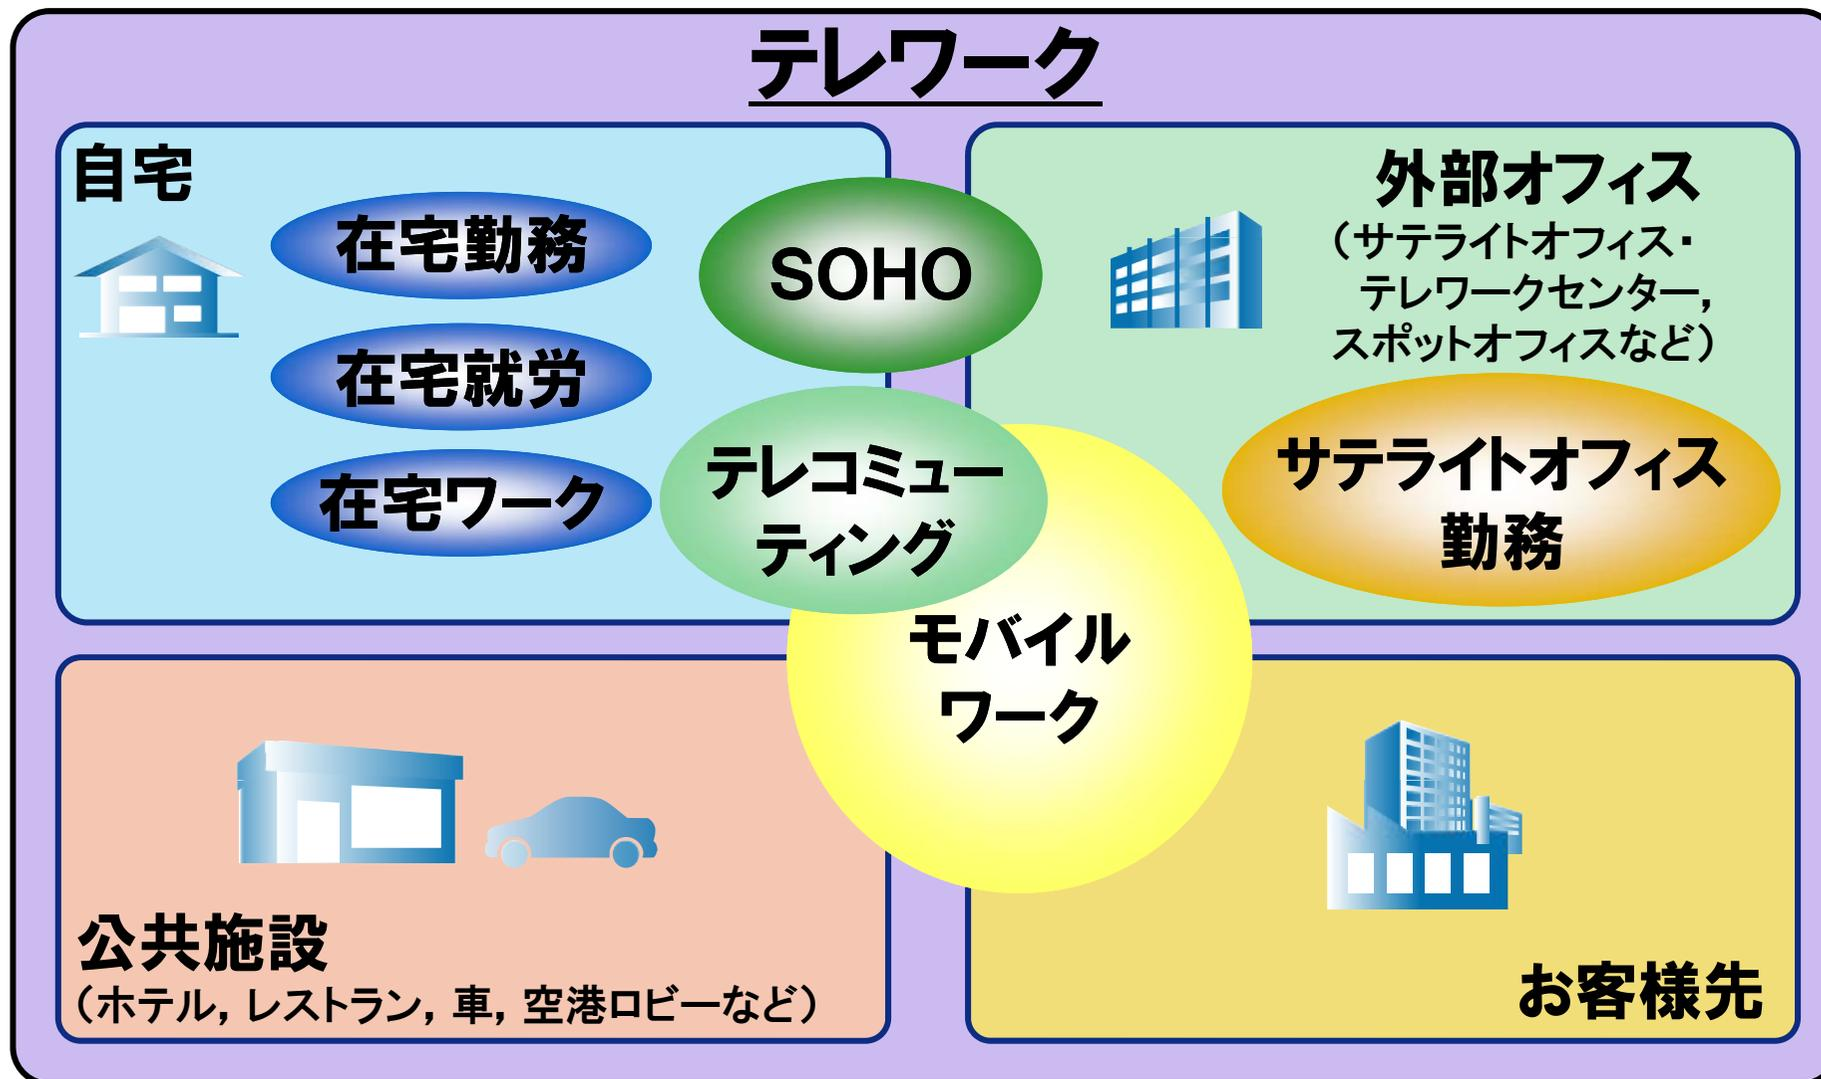 テレワーク
自宅
在宅勤務
在宅就労
在宅ワーク
SOHO
テレコミュー
ティング
外部オフィス
（サテライトオフィス・
テレワークセンター，
スポットオフィスなど）
サテライトオフィス
勤務
モバイル
ワーク
公共施設
（ホテル，レストラン，車，空港ロビーなど）
お客様先